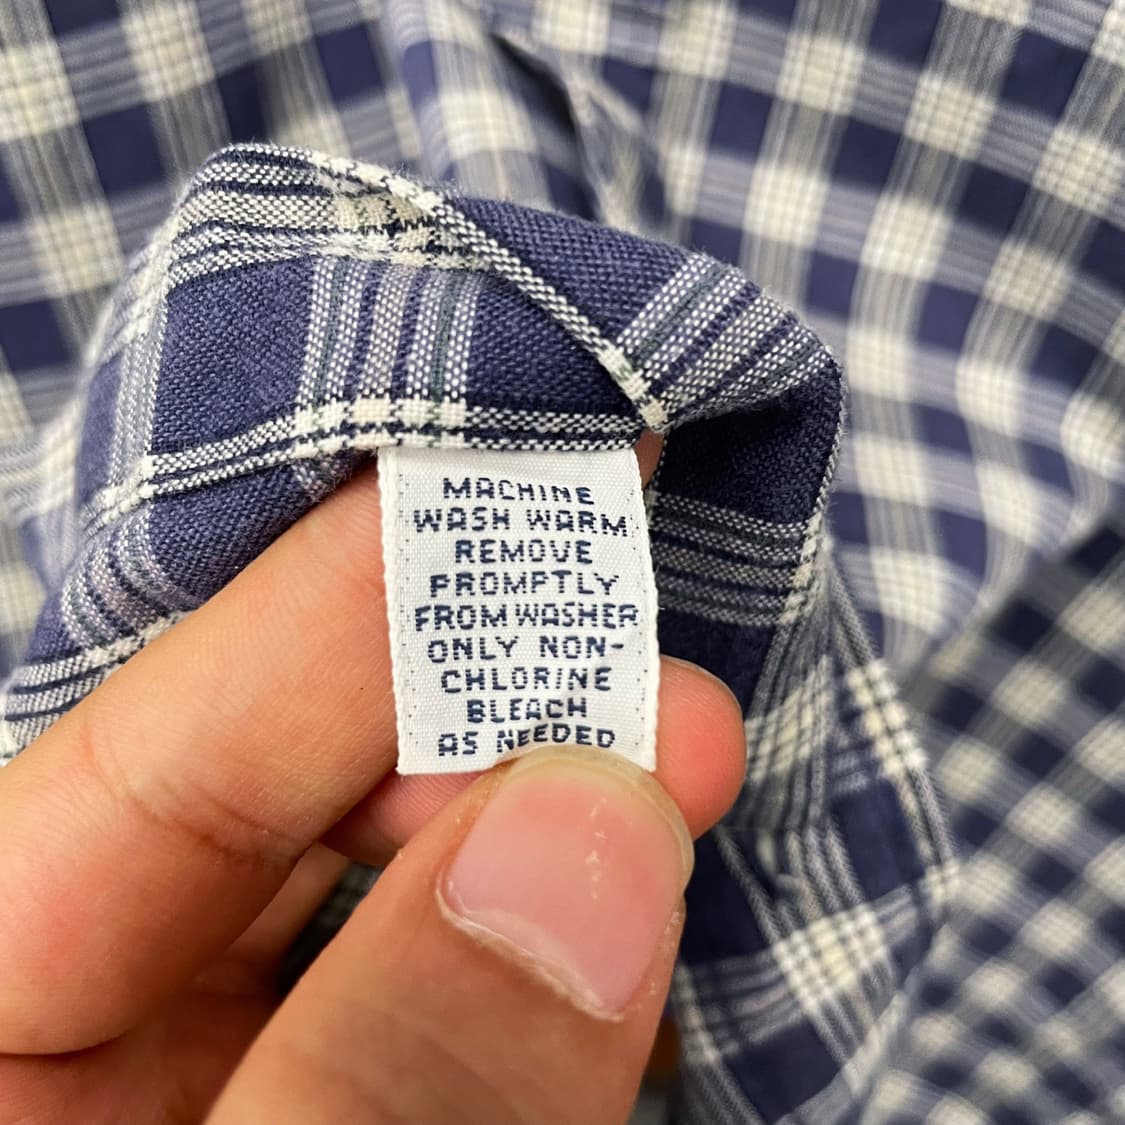 MACHINE
WASH WARM
REMOVE
PROMPTLY
FROM WASHER
ONLY NON-
CHLORINE
BLEACH
AS NEEDED